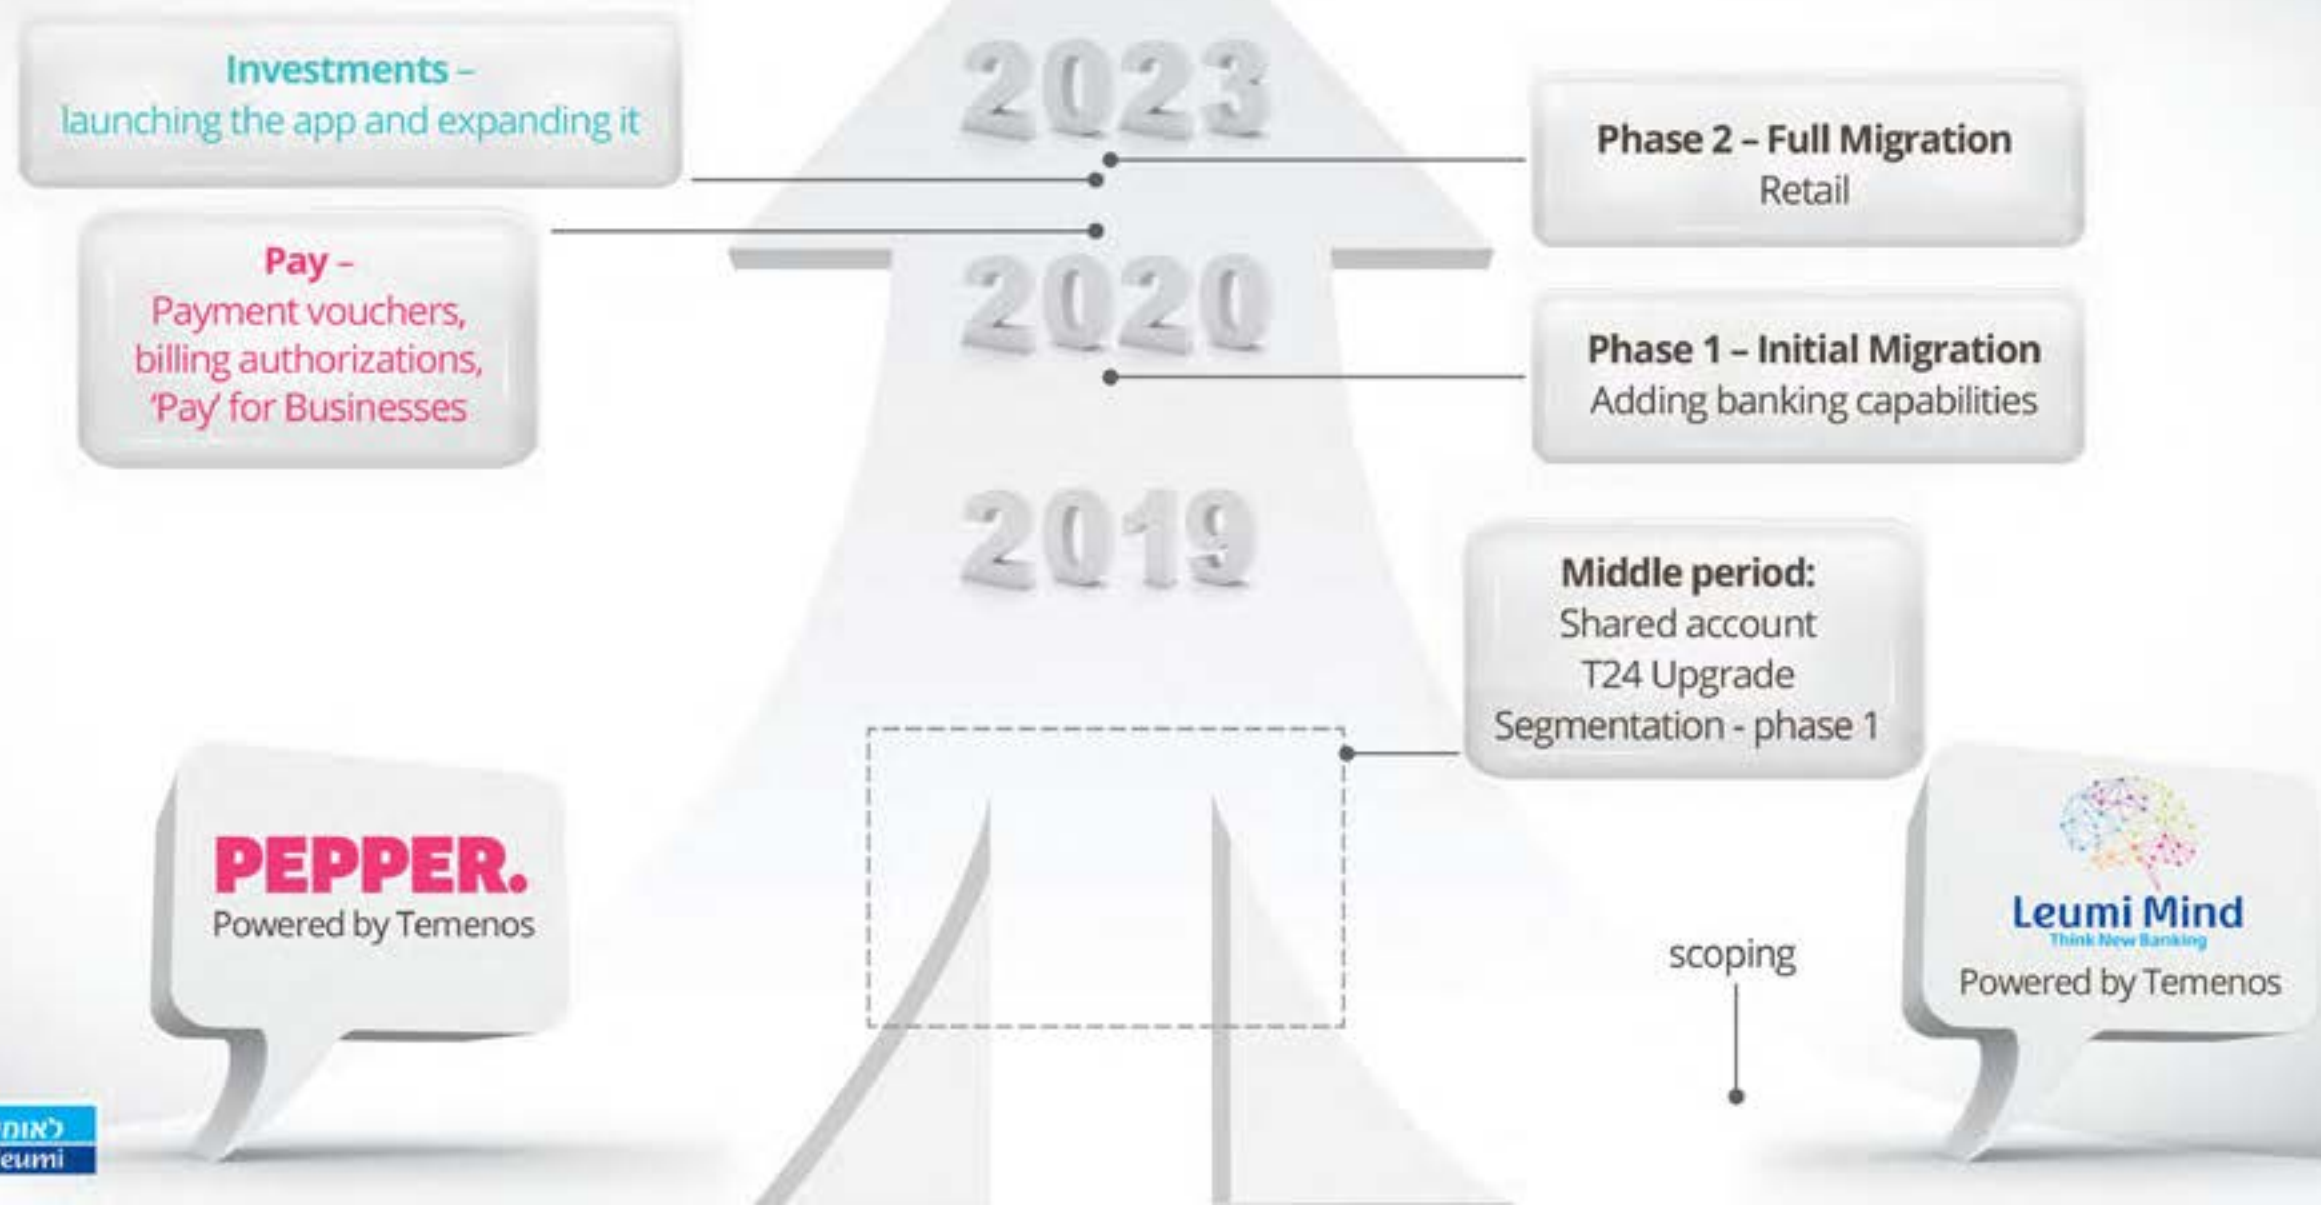 Investments –
launching the app and expanding it
Pay –
Payment vouchers,
billing authorizations,
'Pay' for Businesses
2023
2020
2019
Phase 2 – Full Migration
Retail
Phase 1 – Initial Migration
Adding banking capabilities
Middle period:
Shared account
T24 Upgrade
Segmentation - phase 1
PEPPER.
Powered by Temenos
scoping
Leumi Mind
Think New Banking
Powered by Temenos
לאומ
eumi